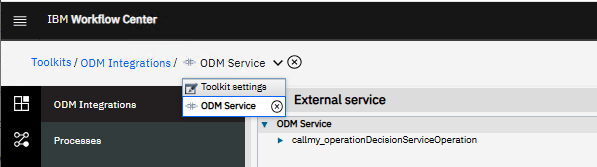 IBM Workflow Center
Toolkits / ODM Integrations / ODM Service
Toolkit settings
ODM Service
ODM Integrations
Processes
External service
ODM Service
callmy_operationDecisionServiceOperation